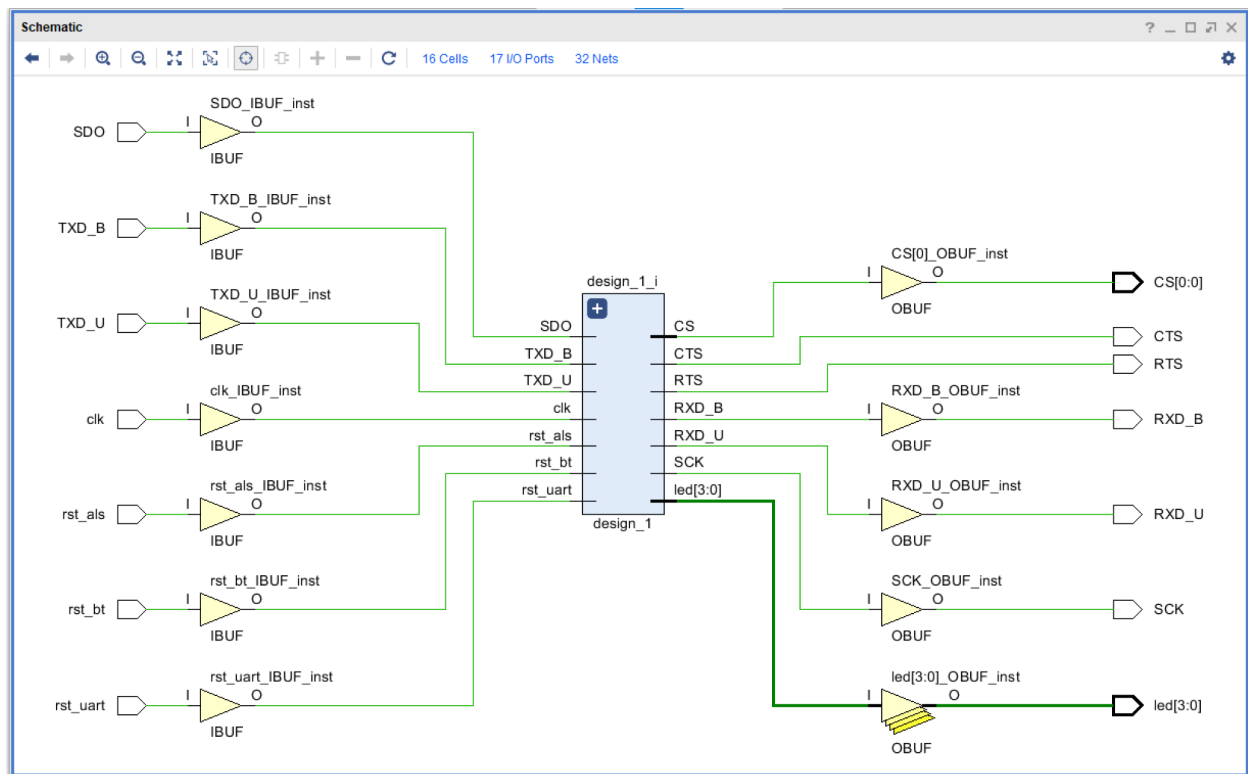 Schematic
16 Cells 17 I/O Ports 32 Nets
SDO
I
SDO_IBUF_inst
O
IBUF
TXD_B
I
TXD_B_IBUF_inst
O
IBUF
TXD_U
I
TXD_U_IBUF_inst
O
IBUF
clk
I
clk_IBUF_inst
O
IBUF
rst_als
I
rst_als_IBUF_inst
O
IBUF
rst_bt
I
rst_bt_IBUF_inst
O
IBUF
rst_uart
I
rst_uart_IBUF_inst
O
IBUF
design_1_i
SDO CS
TXD_B CTS
TXD_U RTS
clk RXD_B
rst_als RXD_U
rst_bt SCK
rst_uart led[3:0]
design_1
CS[0]_OBUF_inst
I
O
OBUF
CS[0:0]
CTS
RTS
RXD_B_OBUF_inst
I
O
OBUF
RXD_B
RXD_U_OBUF_inst
I
O
OBUF
RXD_U
SCK_OBUF_inst
I
O
OBUF
SCK
led[3:0]_OBUF_inst
I
O
OBUF
led[3:0]